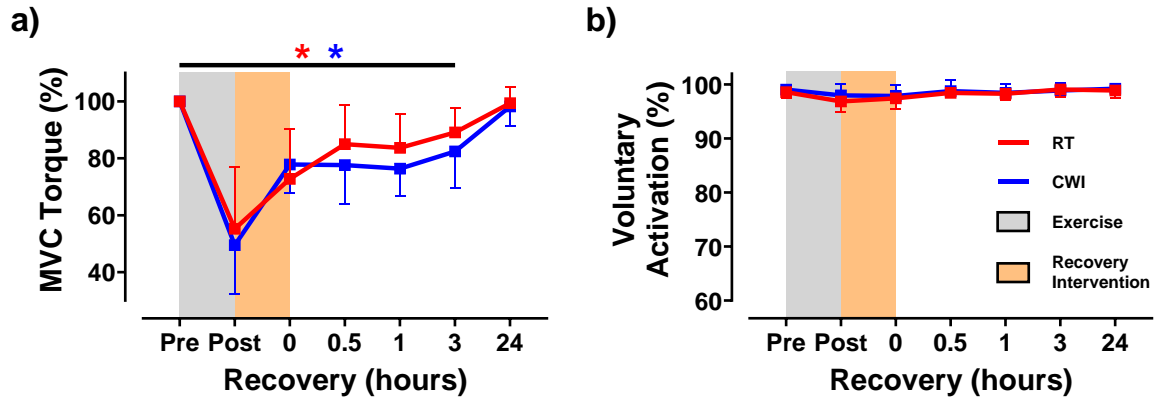 a)
* *
MVC Torque (%)
100
80
60
40
Pre Post 0 0.5 1 3 24
Recovery (hours)
b)
Voluntary
Activation (%)
100
90
80
70
60
RT
CWI
Exercise
Recovery
Intervention
Pre Post 0 0.5 1 3 24
Recovery (hours)